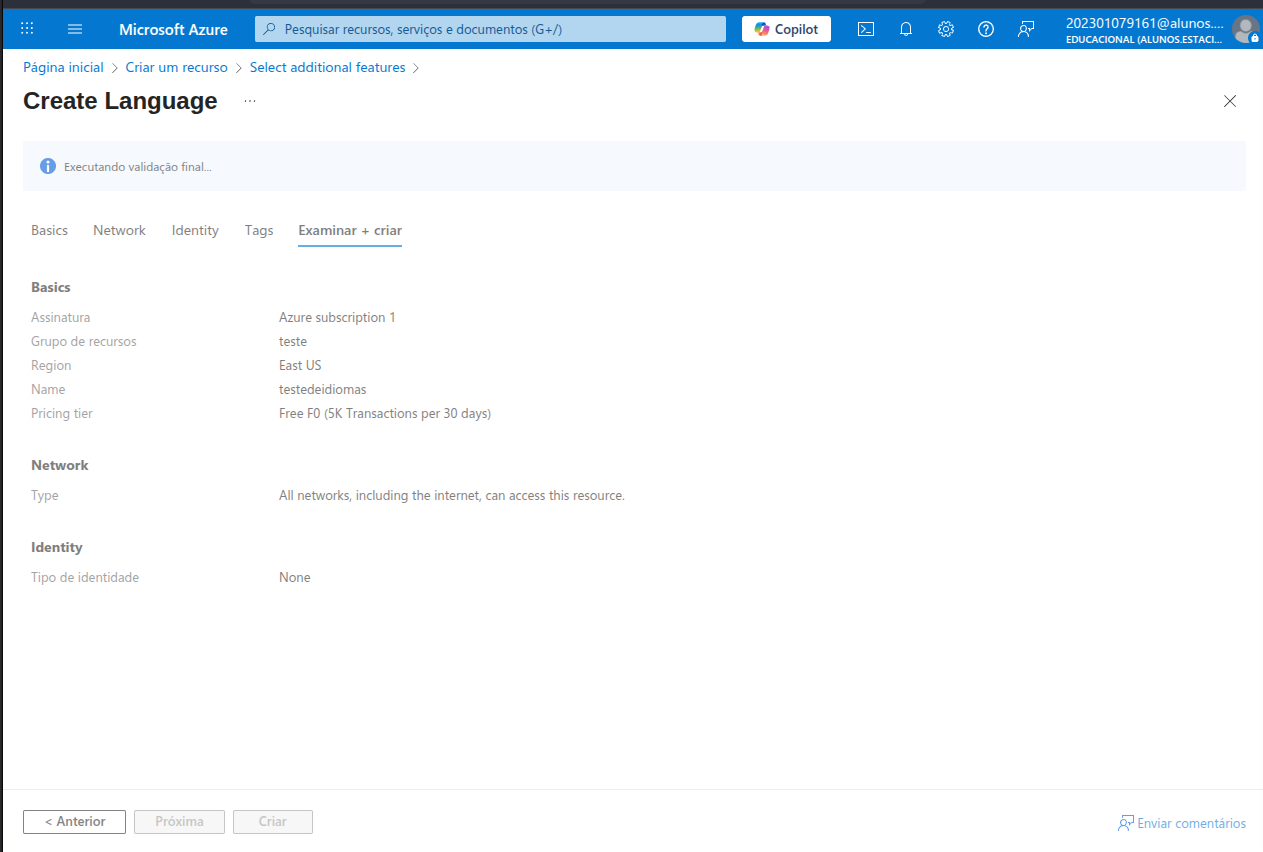 Microsoft Azure
Pesquisar recursos, serviços e documentos (G+/)
Copilot
202301079161@alunos....
EDUCACIONAL (ALUNOS.ESTACI...
Página inicial > Criar um recurso > Select additional features >
Create Language ...
Executando validação final...
Basics Network Identity Tags Examinar + criar
Basics
Assinatura Azure subscription 1
Grupo de recursos teste
Region East US
Name testedeidiomas
Pricing tier Free F0 (5K Transactions per 30 days)
Network
Type All networks, including the internet, can access this resource.
Identity
Tipo de identidade None
< Anterior Próxima Criar Enviar comentários